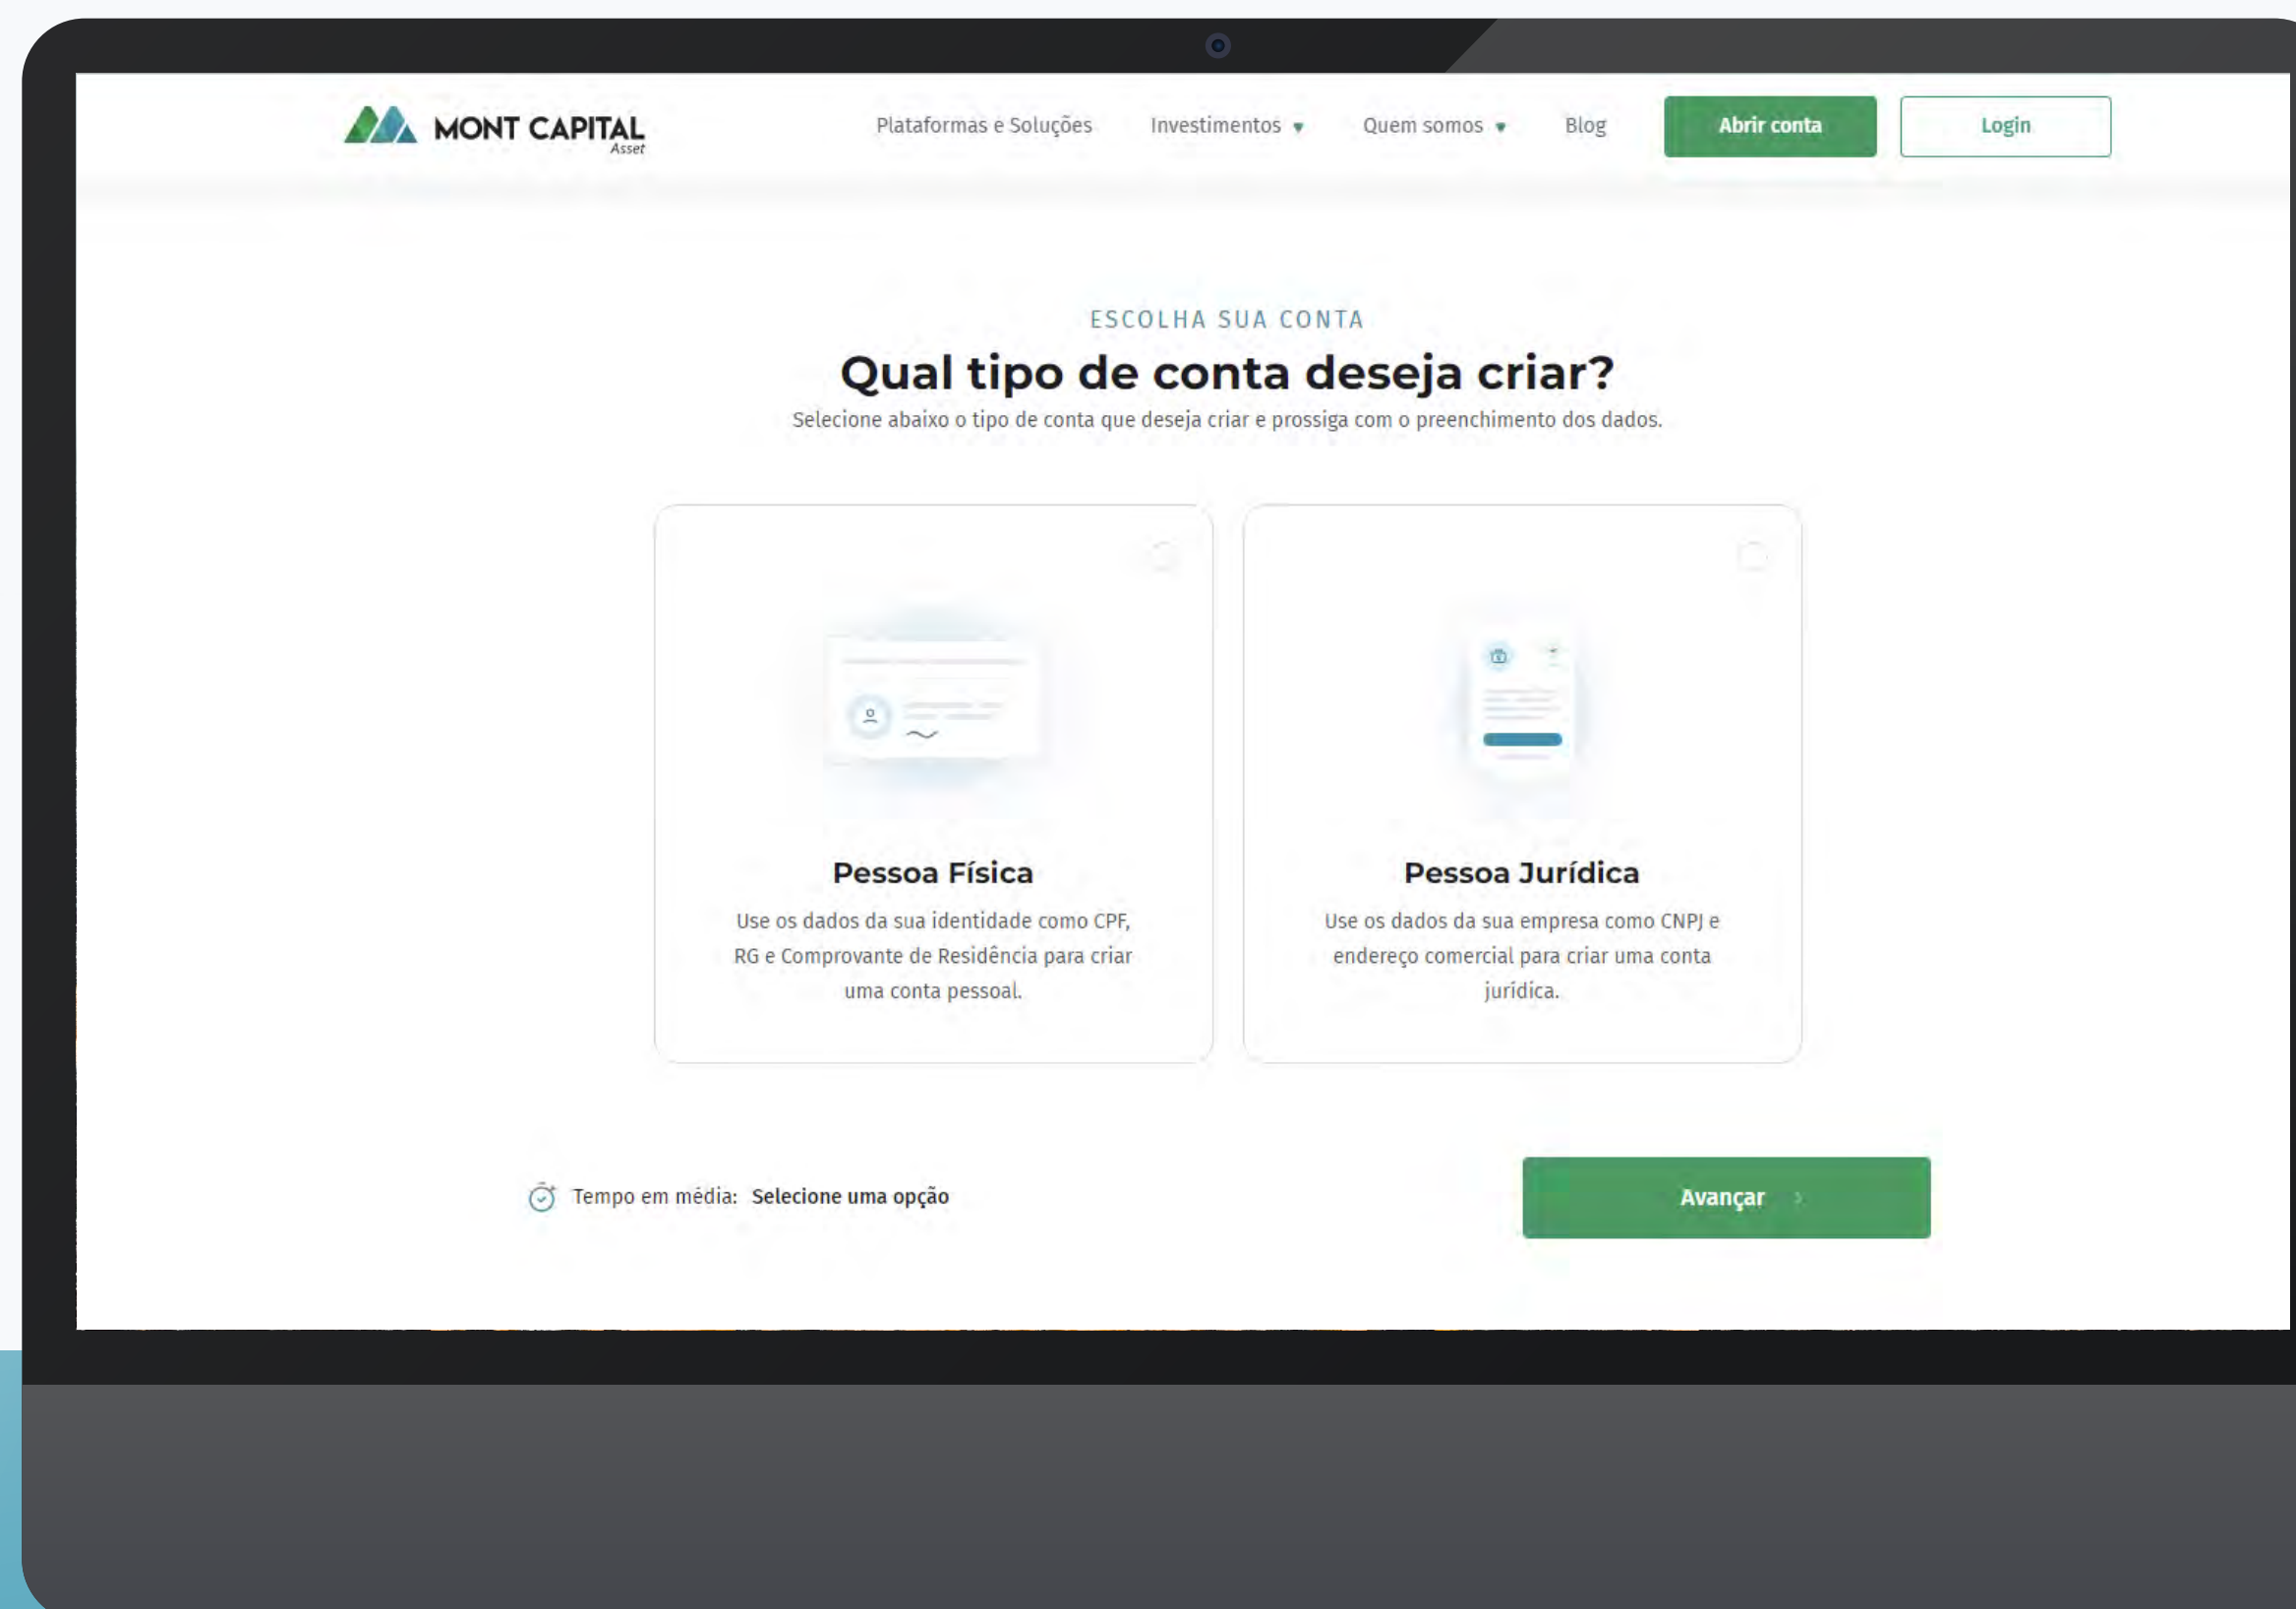 MONT CAPITAL
Asset
Plataformas e Soluções
Investimentos
Quem somos
Blog
Abrir conta
Login
ESCOLHA SUA CONTA
Qual tipo de conta deseja criar?
Selecione abaixo o tipo de conta que deseja criar e prossiga com o preenchimento dos dados.
Pessoa Física
Use os dados da sua identidade como CPF,
RG e Comprovante de Residência para criar
uma conta pessoal.
Pessoa Jurídica
Use os dados da sua empresa como CNPJ e
endereço comercial para criar uma conta
jurídica.
Tempo em média: Selecione uma opção
Avançar